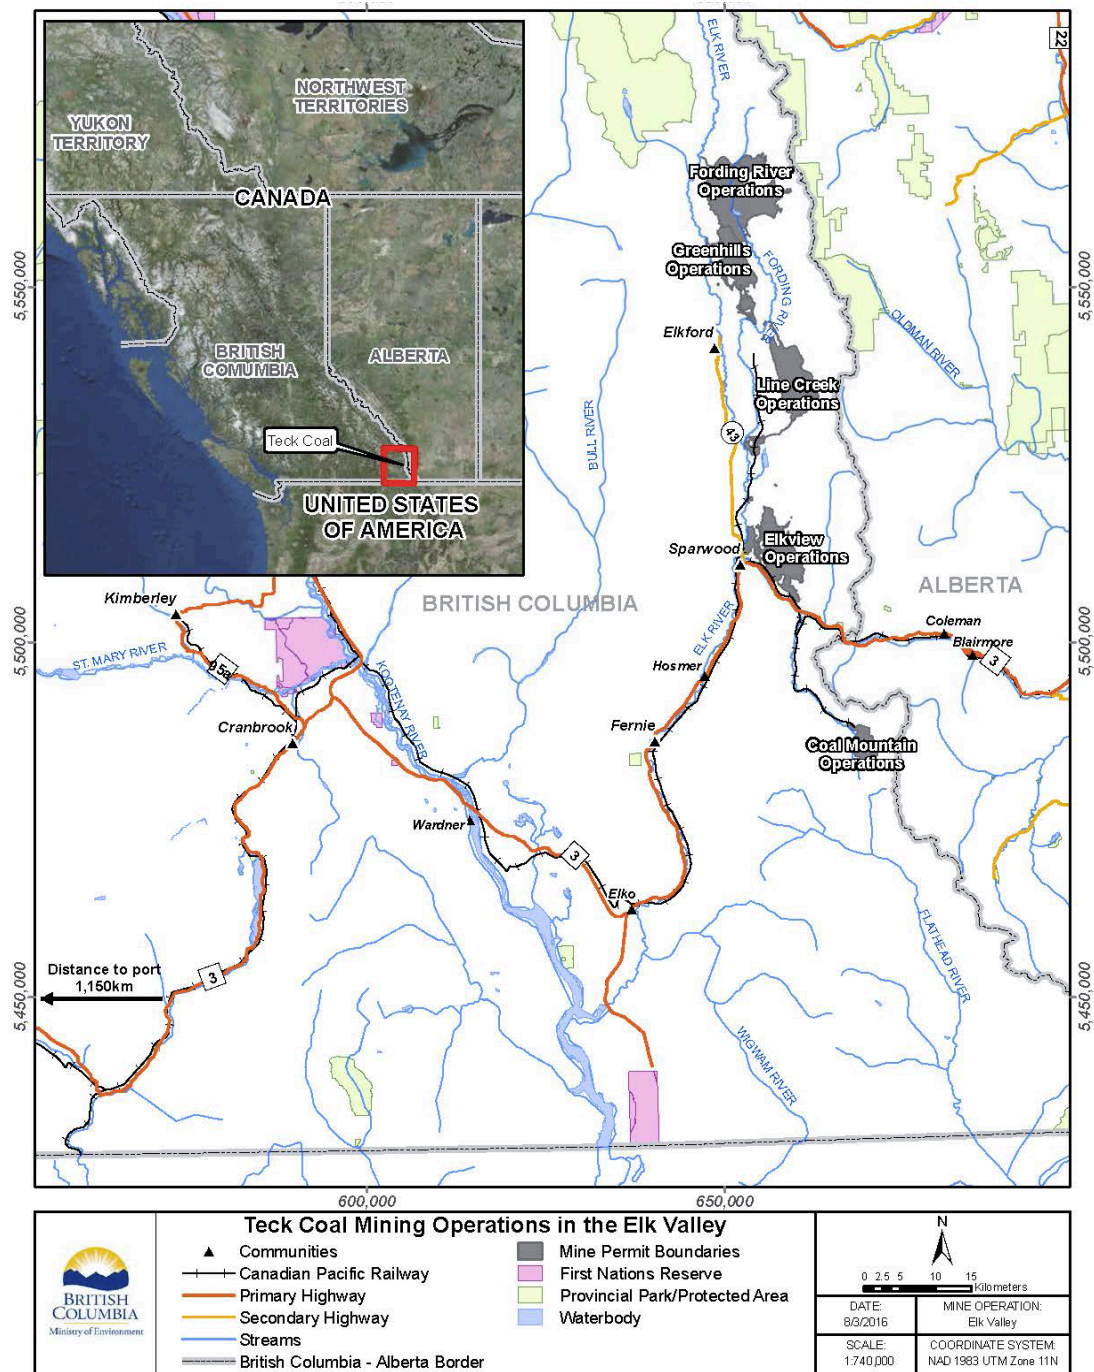 ELK RIVER
22
NORTHWEST
TERRITORIES
YUKON
TERRITORY
CANADA
BRITISH
COMUMBIA
ALBERTA
Teck Coal
UNITED STATES
OF AMERICA
Fording River
Operations
Greenhills
Operations
FORDING RIVER
5,550,000
5,550,000
Elkford
OLDMAN RIVER
Line Creek
Operations
43
BULL RIVER
Sparwood
Elkview
Operations
ALBERTA
BRITISH COLUMBIA
Kimberley
Coleman
Blairmore
3
5,500,000
5,500,000
ST. MARY RIVER
95a
KOOTENAY RIVER
ELK RIVER
Hosmer
Cranbrook
Fernie
Coal Mountain
Operations
Wardner
3
Elko
FLATHEAD RIVER
Distance to port
1,150km
3
5,450,000
5,450,000
WIGWAM RIVER
600,000
650,000
Teck Coal Mining Operations in the Elk Valley
Communities
Canadian Pacific Railway
Primary Highway
Secondary Highway
Streams
British Columbia - Alberta Border
Mine Permit Boundaries
First Nations Reserve
Provincial Park/Protected Area
Waterbody
BRITISH
COLUMBIA
Ministry of Environment
N
0 2.5 5 10 15
Kilometers
DATE:
8/3/2016
MINE OPERATION:
Elk Valley
SCALE:
1:740,000
COORDINATE SYSTEM:
NAD 1983 UTM Zone 11N